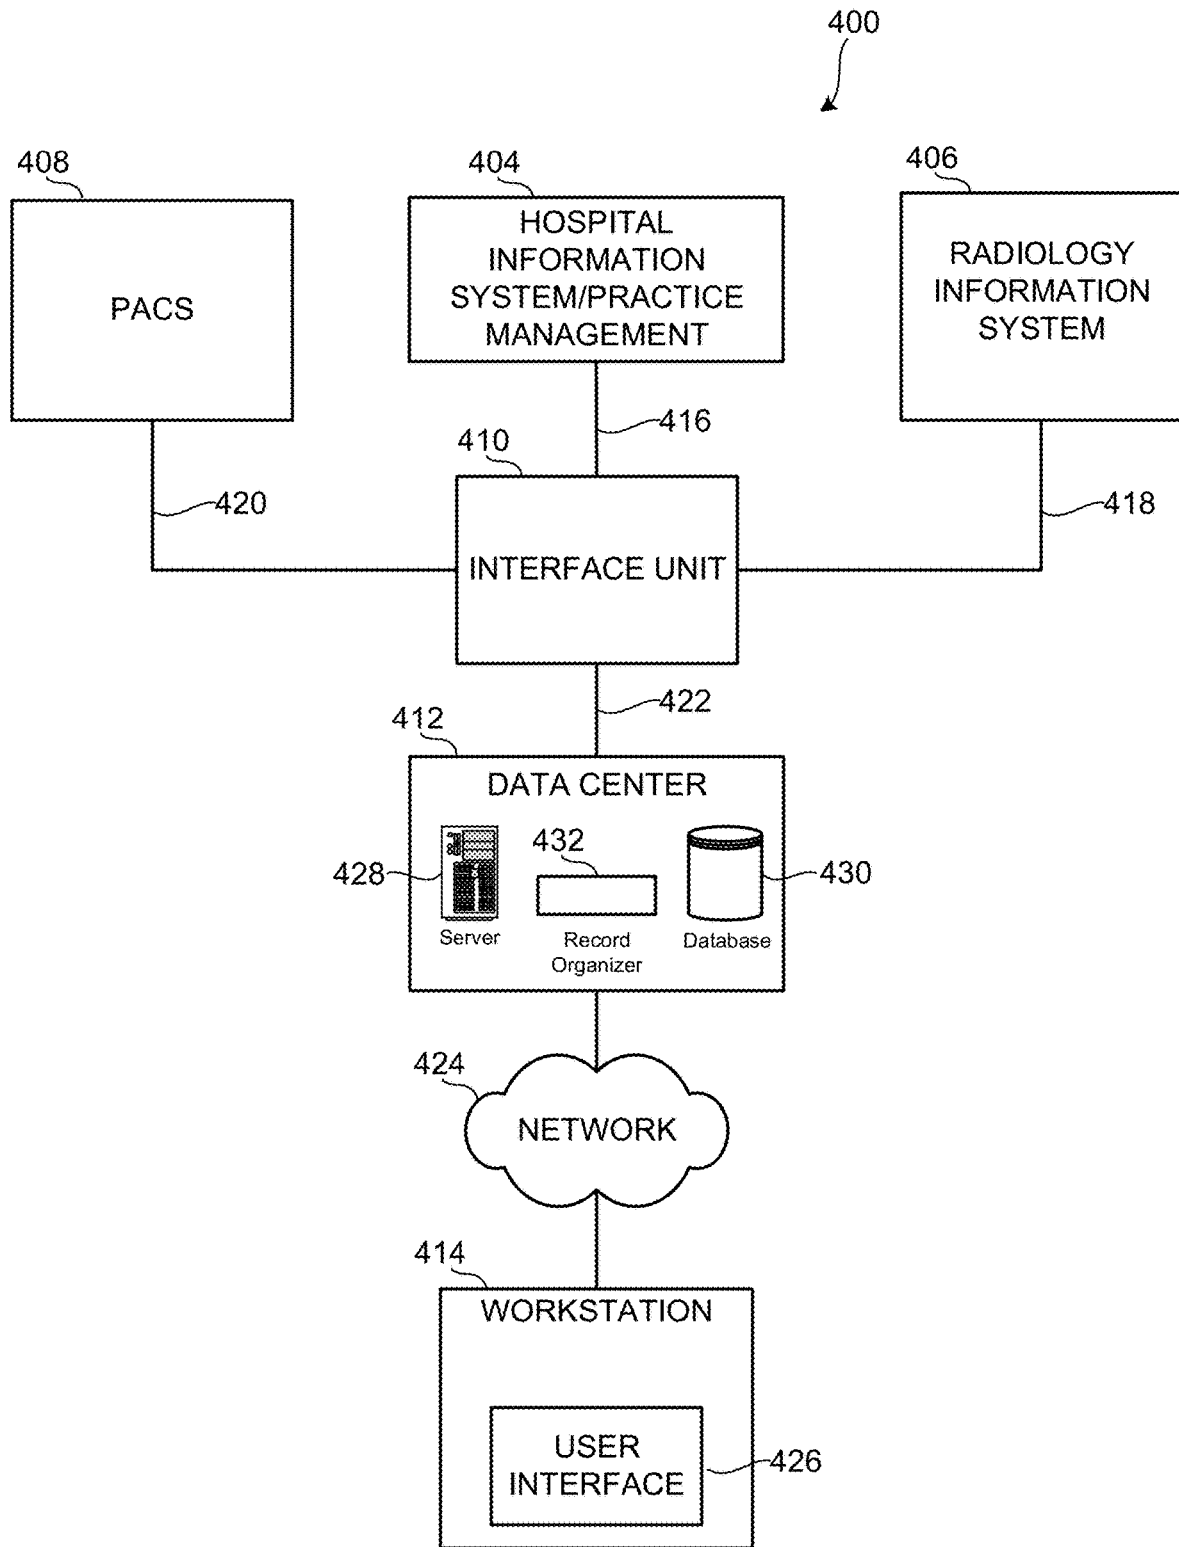 400
408
404
406
PACS
HOSPITAL
INFORMATION
SYSTEM/PRACTICE
MANAGEMENT
RADIOLOGY
INFORMATION
SYSTEM
416
410
420
418
INTERFACE UNIT
422
412
DATA CENTER
432
428
430
Server
Record
Organizer
Database
424
NETWORK
414
WORKSTATION
USER
INTERFACE
426